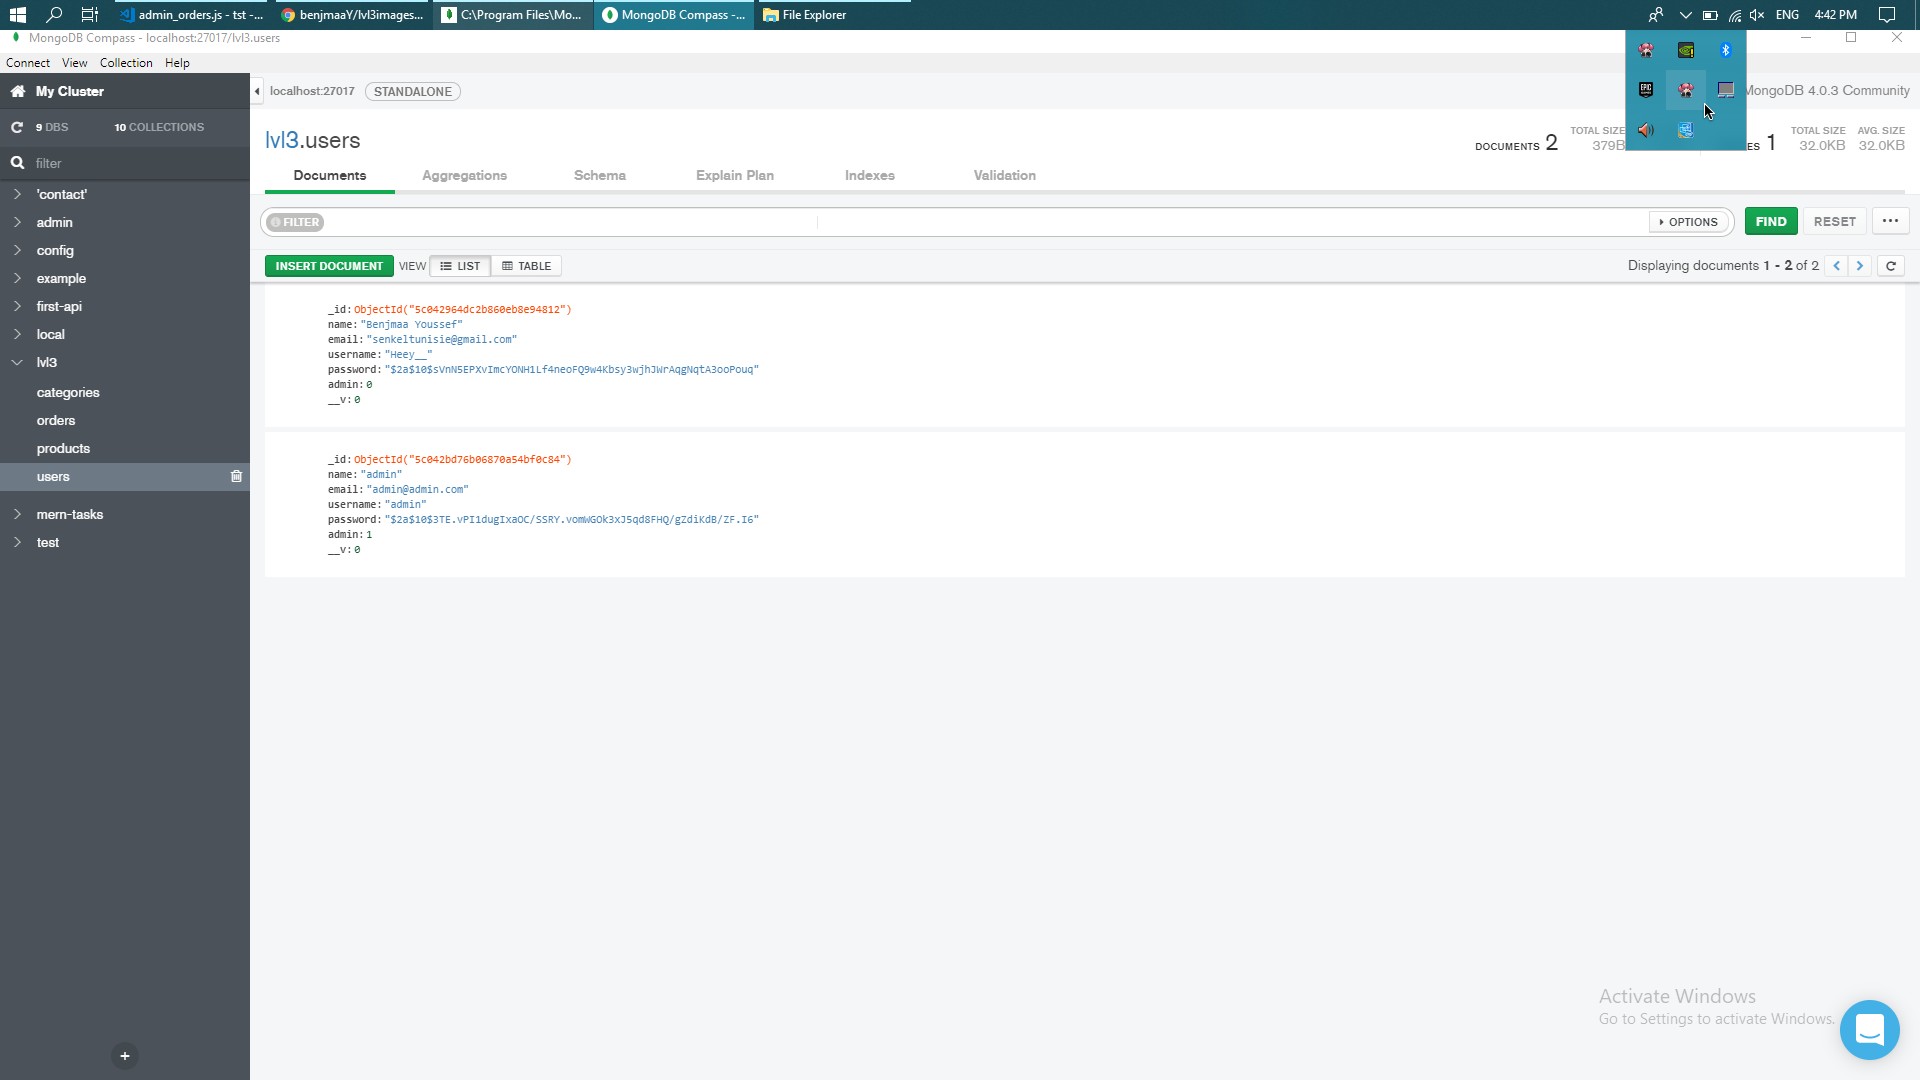 admin_orders.js - tst -...
benjmaaY/lvl3images...
C:\Program Files\Mo...
MongoDB Compass -...
File Explorer
ENG
4:42 PM
MongoDB Compass - localhost:27017/lvl3.users
Connect View Collection Help
My Cluster
localhost:27017 STANDALONE
MongoDB 4.0.3 Community
9 DBS 10 COLLECTIONS
EPIC
lvl3.users
DOCUMENTS 2 TOTAL SIZE 379B
ES 1 TOTAL SIZE 32.0KB AVG. SIZE 32.0KB
filter
Documents Aggregations Schema Explain Plan Indexes Validation
'contact'
admin
config
example
first-api
local
lvl3
categories
orders
products
users
mern-tasks
test
FILTER OPTIONS FIND RESET
INSERT DOCUMENT VIEW LIST TABLE Displaying documents 1 - 2 of 2
_id: ObjectId("5c042964dc2b860eb8e94812")
name: "Benjmaa Youssef"
email: "senkeltunisie@gmail.com"
username: "Heey__"
password: "$2a$10$sVnN5EPXvImcYONH1Lf4neoFQ9w4Kbsy3wjhJWrAqgNqtA3ooPouq"
admin: 0
__v: 0
_id: ObjectId("5c042bd76b06870a54bf0c84")
name: "admin"
email: "admin@admin.com"
username: "admin"
password: "$2a$10$3TE.vPI1dugIxaOC/SSRY.vomWGOk3xJ5qd8FHQ/gZdiKdB/ZF.I6"
admin: 1
__v: 0
Activate Windows
Go to Settings to activate Windows.